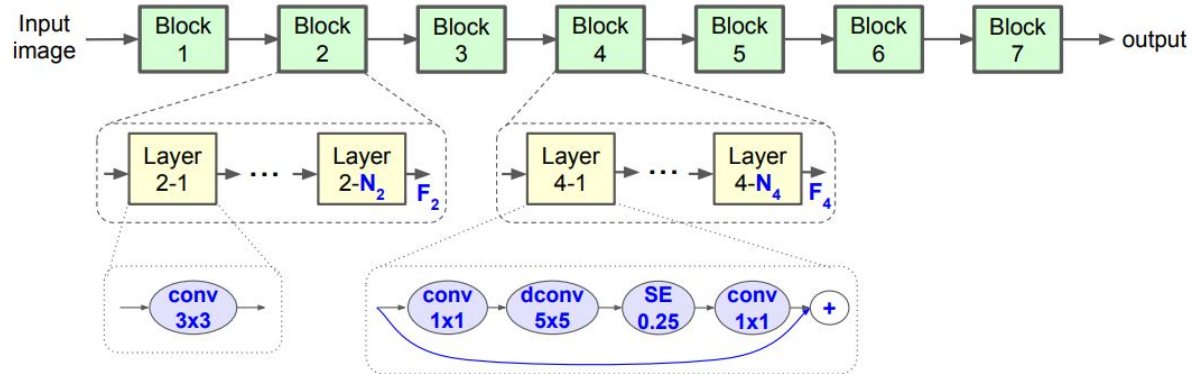 Input
image
Block
1
Block
2
Block
3
Block
4
Block
5
Block
6
Block
7
output
Layer
2-1
...
Layer
2-N₂
F₂
Layer
4-1
...
Layer
4-N₄
F₄
conv
3x3
conv
1x1
dconv
5x5
SE
0.25
conv
1x1
+